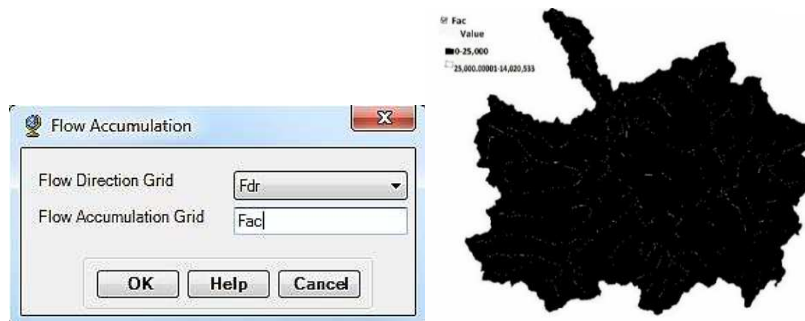 Flow Accumulation
Flow Direction Grid
Fdr
Flow Accumulation Grid
Fac
OK Help Cancel
Fac
Value
0-25,000
25,000.00001-14,020,533